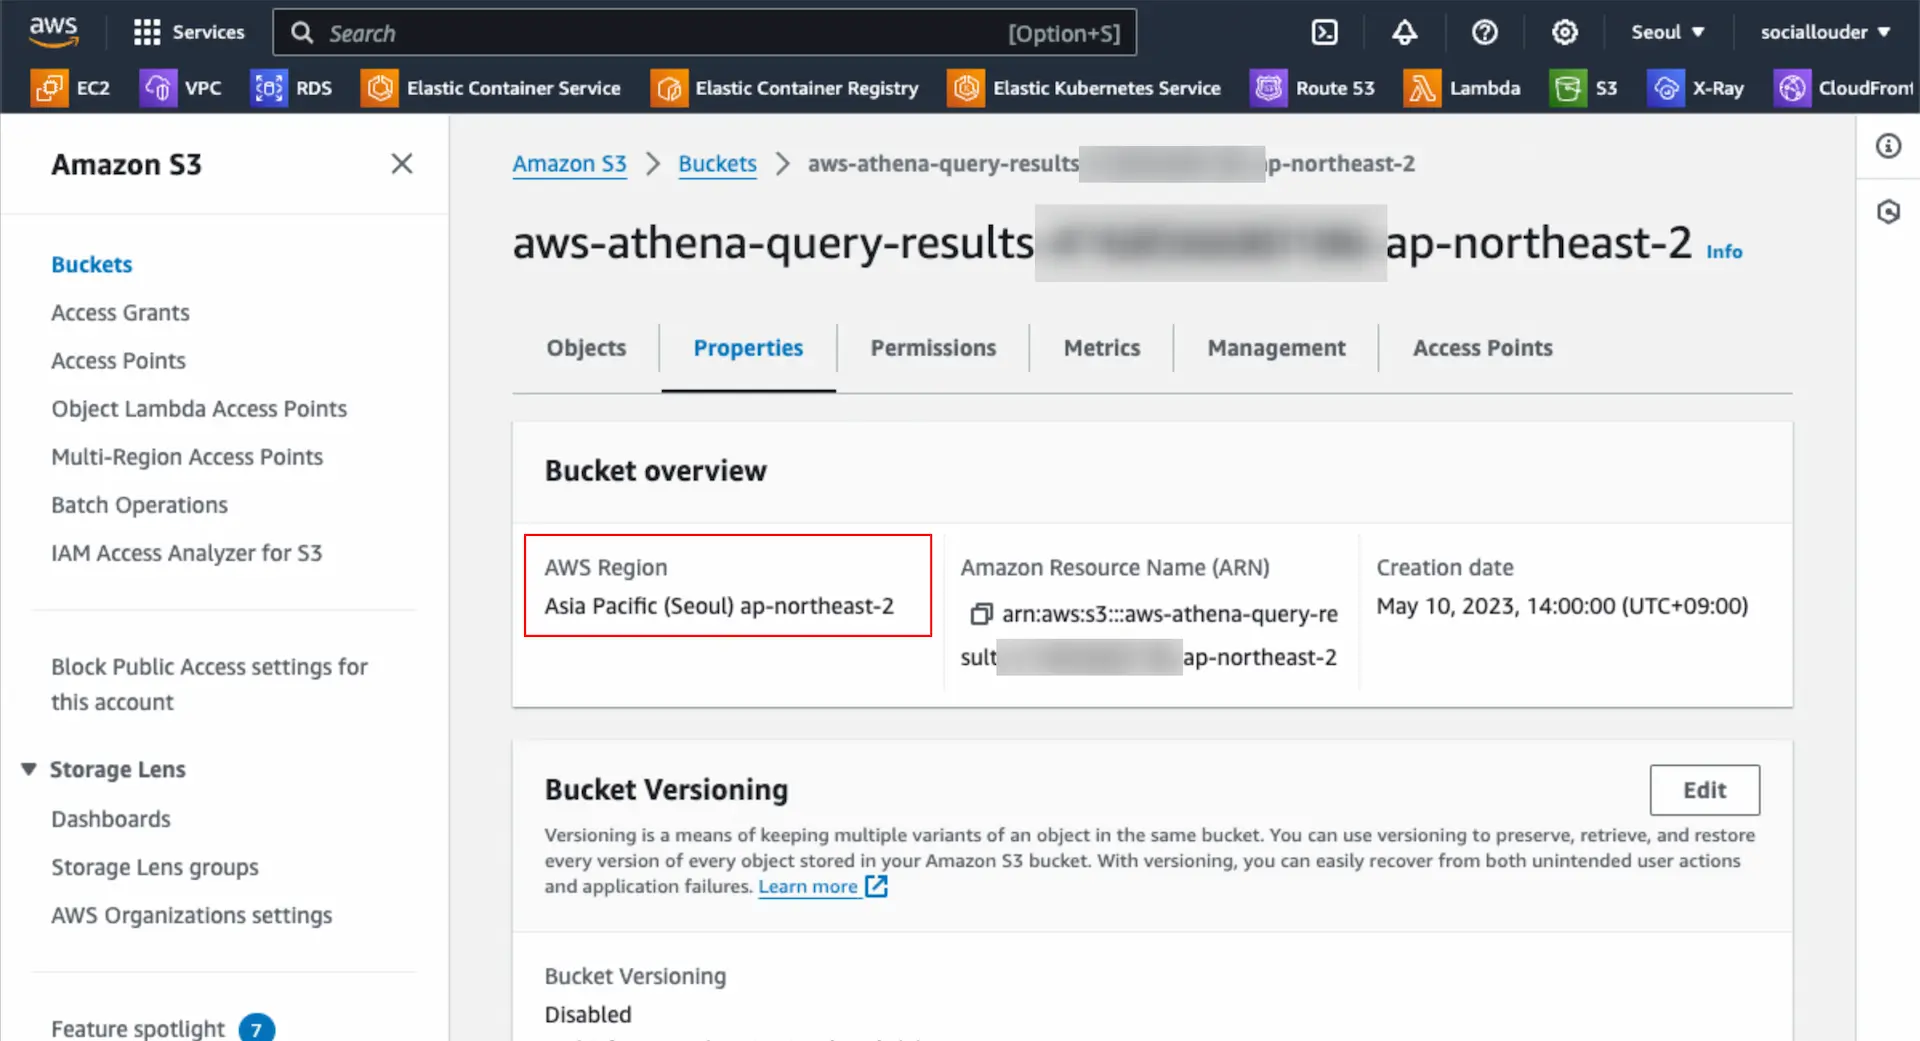 aws
Services
Search
[Option+S]
Seoul
sociallouder
EC2
VPC
RDS
Elastic Container Service
Elastic Container Registry
Elastic Kubernetes Service
Route 53
Lambda
S3
X-Ray
CloudFront
Amazon S3
Buckets
Access Grants
Access Points
Object Lambda Access Points
Multi-Region Access Points
Batch Operations
IAM Access Analyzer for S3
Block Public Access settings for
this account
Storage Lens
Dashboards
Storage Lens groups
AWS Organizations settings
Feature spotlight 7
Amazon S3 > Buckets > aws-athena-query-results ap-northeast-2
aws-athena-query-results ap-northeast-2 Info
Objects
Properties
Permissions
Metrics
Management
Access Points
Bucket overview
AWS Region
Asia Pacific (Seoul) ap-northeast-2
Amazon Resource Name (ARN)
arn:aws:s3:::aws-athena-query-re
sult ap-northeast-2
Creation date
May 10, 2023, 14:00:00 (UTC+09:00)
Bucket Versioning
Edit
Versioning is a means of keeping multiple variants of an object in the same bucket. You can use versioning to preserve, retrieve, and restore
every version of every object stored in your Amazon S3 bucket. With versioning, you can easily recover from both unintended user actions
and application failures. Learn more
Bucket Versioning
Disabled